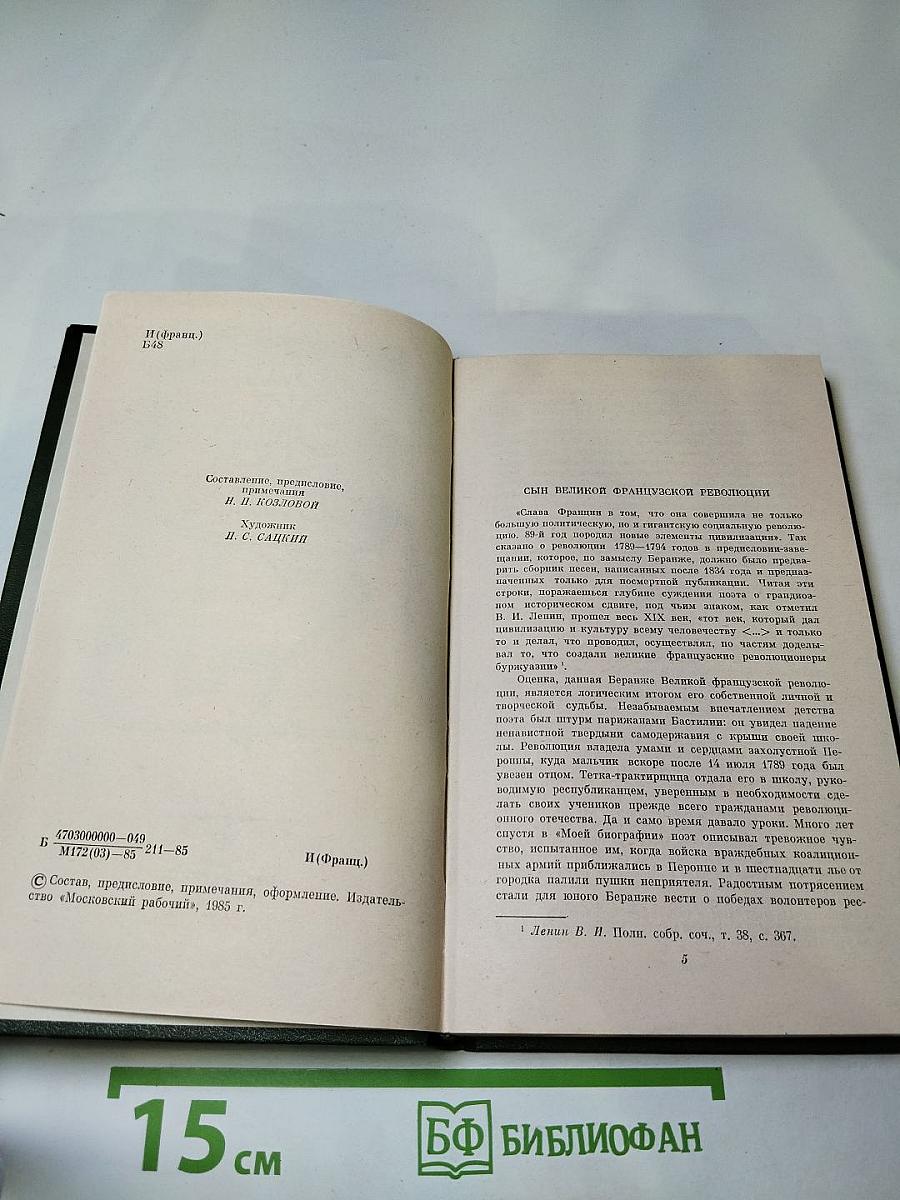 И(франц.)
Б48
Составление, предисловие,
примечания
Н. П. КОЗЛОВОЙ
Художник
П. С. САЦКИЙ
Б 4703000000—049
М172(03)—85 211—85
И(Франц.)
© Состав, предисловие, примечания, оформление. Издатель-
ство «Московский рабочий», 1985 г.
СЫН ВЕЛИКОЙ ФРАНЦУЗСКОЙ РЕВОЛЮЦИИ
«Слава Франции в том, что она совершила не только
большую политическую, но и гигантскую социальную револю-
цию. 89-й год породил новые элементы цивилизации». Так
сказано о революции 1789—1794 годов в предисловии-заве-
щании, которое, по замыслу Беранже, должно было предва-
рить сборник песен, написанных после 1834 года и предназ-
наченных только для посмертной публикации. Читая эти
строки, поражаешься глубине суждения поэта о грандиоз-
ном историческом сдвиге, под чьим знаком, как отметил
В. И. Ленин, прошел весь XIX век, «тот век, который дал
цивилизацию и культуру всему человечеству <...> и только
то и делал, что проводил, осуществлял, по частям доделы-
вал то, что создали великие французские революционеры
буржуазии» ¹.
Оценка, данная Беранже Великой французской револю-
ции, является логическим итогом его собственной личной и
творческой судьбы. Незабываемым впечатлением детства
поэта был штурм парижанами Бастилии: он увидел падение
ненавистной твердыни самодержавия с крыши своей шко-
лы. Революция владела умами и сердцами захолустной Пе-
ронны, куда мальчик вскоре после 14 июля 1789 года был
увезен отцом. Тетка-трактирщица отдала его в школу, руко-
водимую республиканцем, уверенным в необходимости сде-
лать своих учеников прежде всего гражданами революци-
онного отечества. Да и само время давало уроки. Много лет
спустя в «Моей биографии» поэт описывал тревожное чув-
ство, испытанное им, когда войска враждебных коалицион-
ных армий приближались к Перонне и в шестнадцати лье от
городка палили пушки неприятеля. Радостным потрясением
стали для юного Беранже вести о победах волонтеров рес-
¹ Ленин В. И. Полн. собр. соч., т. 38, с. 367.
5
15 см
БФ БИБЛИОФАН